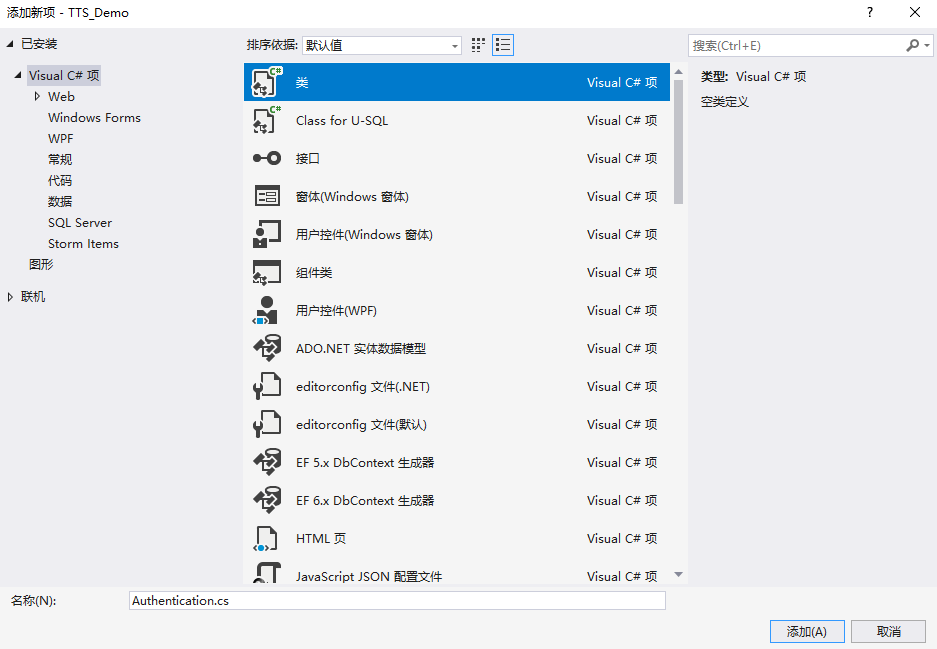 添加新项 - TTS_Demo
?
已安装
Visual C# 项
Web
Windows Forms
WPF
常规
代码
数据
SQL Server
Storm Items
图形
联机
排序依据: 默认值
类 Visual C# 项
Class for U-SQL Visual C# 项
接口 Visual C# 项
窗体(Windows 窗体) Visual C# 项
用户控件(Windows 窗体) Visual C# 项
组件类 Visual C# 项
用户控件(WPF) Visual C# 项
ADO.NET 实体数据模型 Visual C# 项
editorconfig 文件(.NET) Visual C# 项
editorconfig 文件(默认) Visual C# 项
EF 5.x DbContext 生成器 Visual C# 项
EF 6.x DbContext 生成器 Visual C# 项
HTML 页 Visual C# 项
JavaScript JSON 配置文件 Visual C# 项
搜索(Ctrl+E)
类型: Visual C# 项
空类定义
名称(N): Authentication.cs
添加(A) 取消